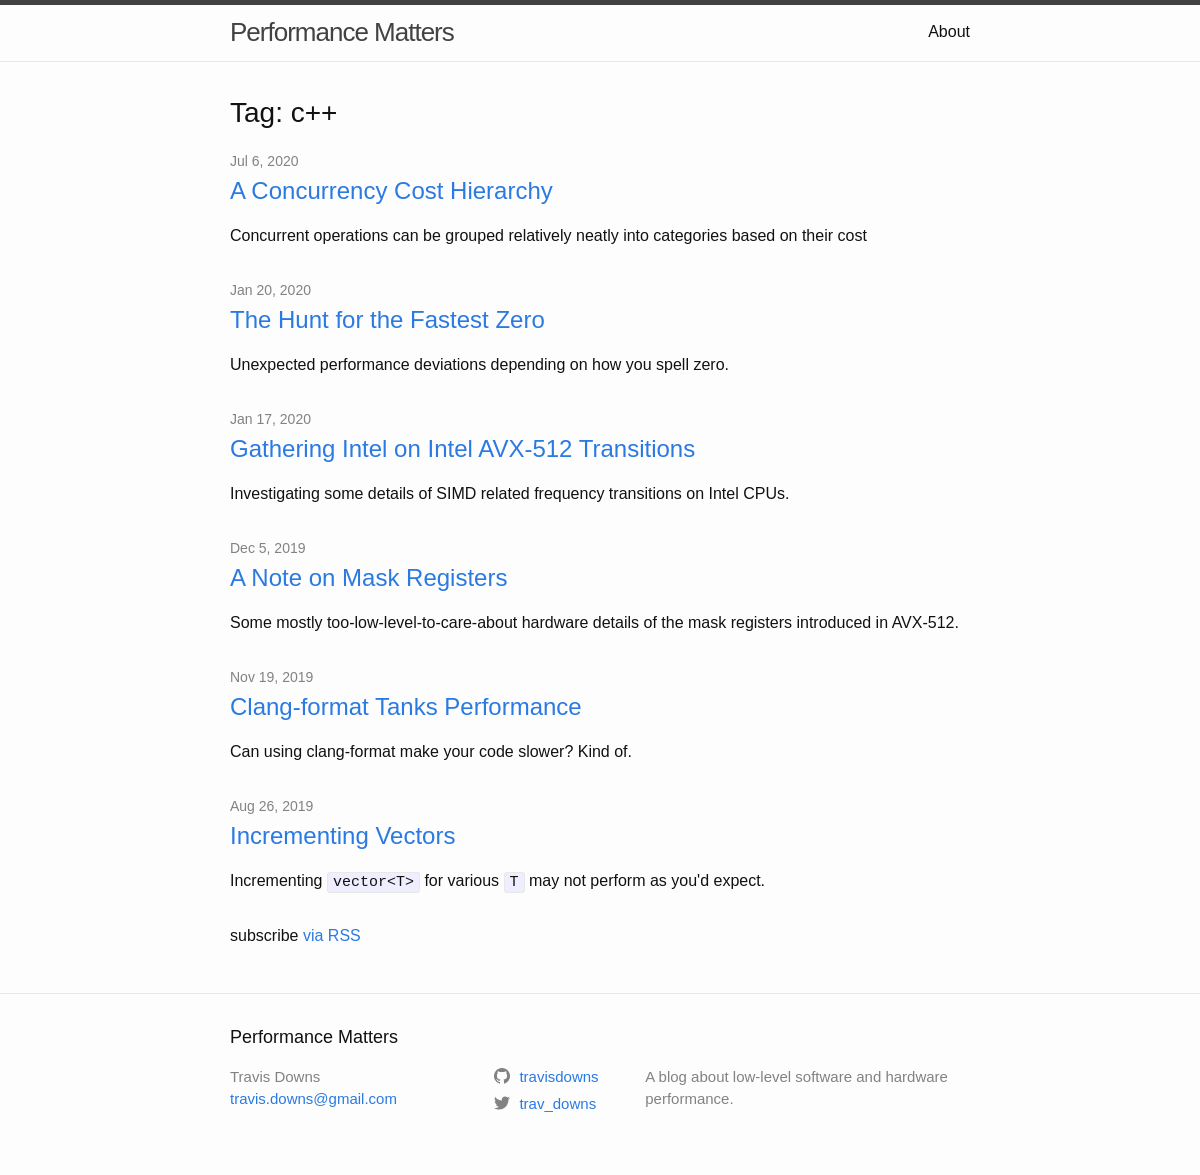 Performance Matters
About
Tag: c++
Jul 6, 2020
A Concurrency Cost Hierarchy
Concurrent operations can be grouped relatively neatly into categories based on their cost
Jan 20, 2020
The Hunt for the Fastest Zero
Unexpected performance deviations depending on how you spell zero.
Jan 17, 2020
Gathering Intel on Intel AVX-512 Transitions
Investigating some details of SIMD related frequency transitions on Intel CPUs.
Dec 5, 2019
A Note on Mask Registers
Some mostly too-low-level-to-care-about hardware details of the mask registers introduced in AVX-512.
Nov 19, 2019
Clang-format Tanks Performance
Can using clang-format make your code slower? Kind of.
Aug 26, 2019
Incrementing Vectors
Incrementing vector<T> for various T may not perform as you'd expect.
subscribe via RSS
Performance Matters
Travis Downs
travis.downs@gmail.com
travisdowns
trav_downs
A blog about low-level software and hardware
performance.